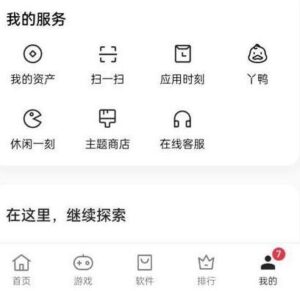 我的服务
我的资产 扫一扫 应用时刻 丫鸭
休闲一刻 主题商店 在线客服
在这里，继续探索
7
首页 游戏 软件 排行 我的